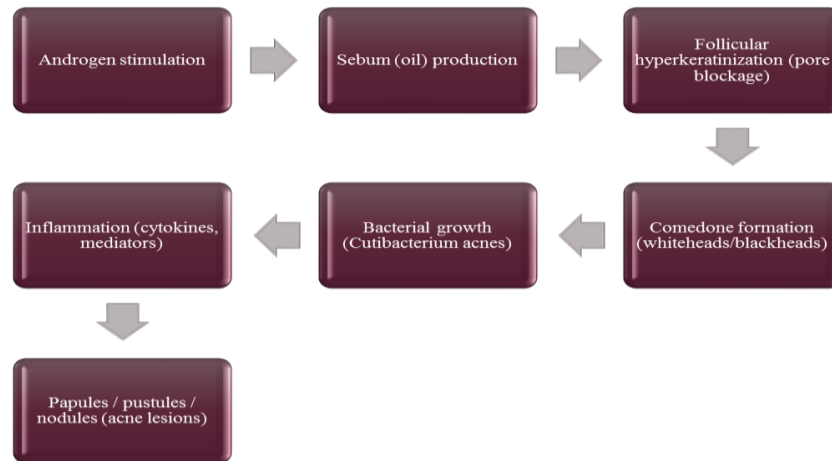 Androgen stimulation
Sebum (oil) production
Follicular
hyperkeratinization (pore
blockage)
Comedone formation
(whiteheads/blackheads)
Bacterial growth
(Cutibacterium acnes)
Inflammation (cytokines,
mediators)
Papules / pustules /
nodules (acne lesions)